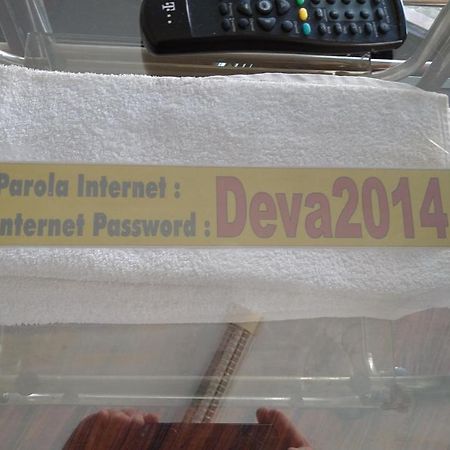 T
Parola Internet :
Internet Password : Deva2014